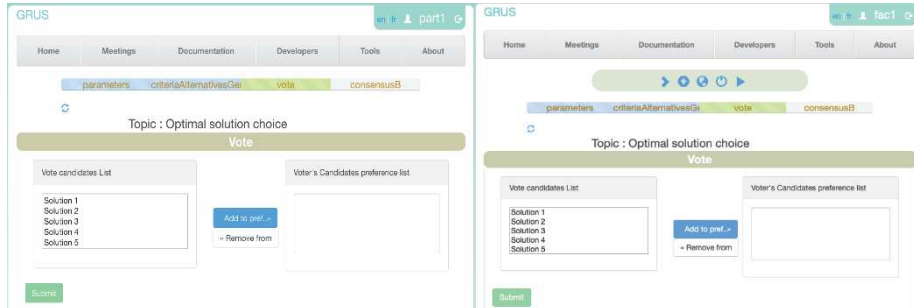 GRUS
en fr part1
Home Meetings Documentation Developers Tools About
parameters criteriaAlternativesGe vote consensusB
Topic : Optimal solution choice
Vote
Vote candidates List
Voter's Candidates preference list
Solution 1
Solution 2
Solution 3
Solution 4
Solution 5
Add to pref..»
« Remove from
Submit
GRUS
en fr fac1
Home Meetings Documentation Developers Tools About
parameters criteriaAlternativesGe vote consensusB
Topic : Optimal solution choice
Vote
Vote candidates List
Voter's Candidates preference list
Solution 1
Solution 2
Solution 3
Solution 4
Solution 5
Add to pref..»
« Remove from
Submit